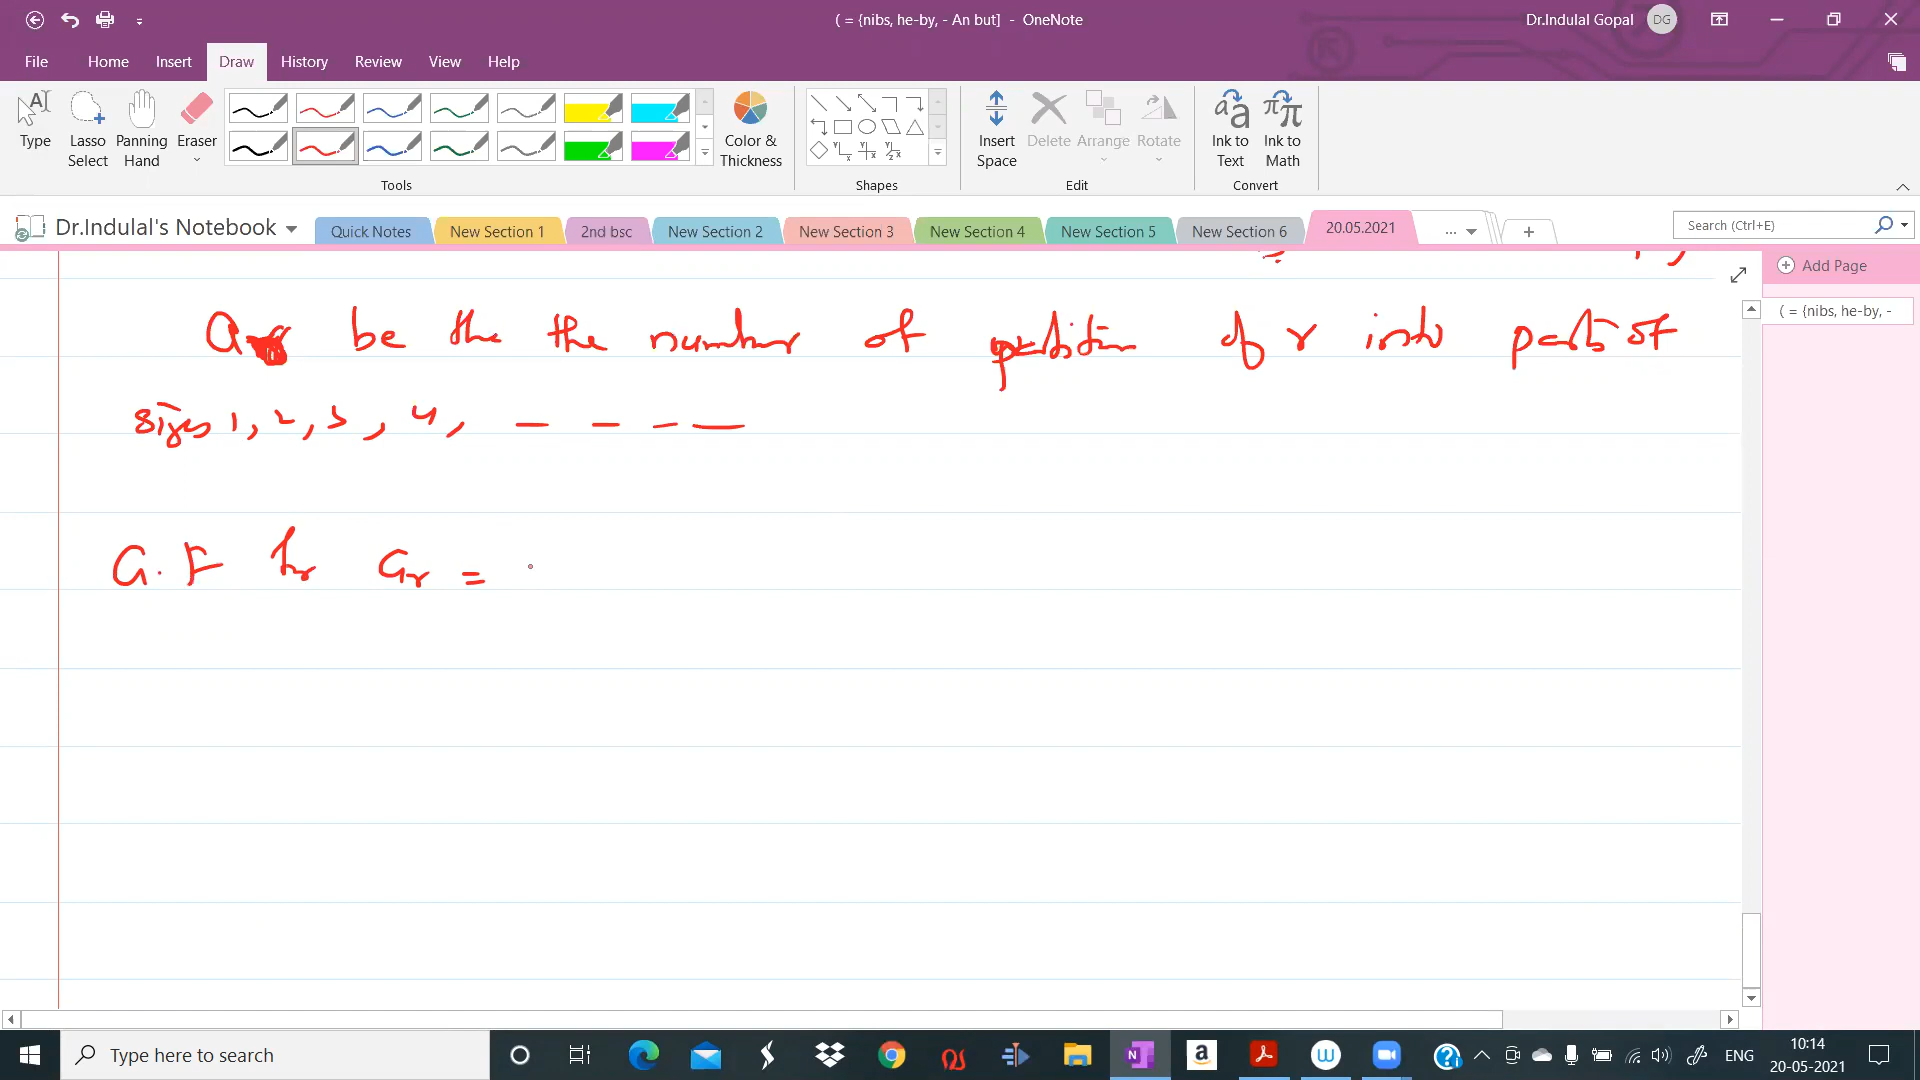 ( = {nibs, he-by, - An but] - OneNote
Dr.Indulal Gopal DG
File Home Insert Draw History Review View Help
Type Lasso Select Panning Hand Eraser Color & Thickness Insert Space Delete Arrange Rotate Ink to Text Ink to Math
Tools Shapes Edit Convert
Dr.Indulal's Notebook Quick Notes New Section 1 2nd bsc New Section 2 New Section 3 New Section 4 New Section 5 New Section 6 20.05.2021 ... + Search (Ctrl+E)
Add Page
( = {nibs, he-by, -
be the the number of partition of r into parts of
sizes 1, 2, 3, 4, - - - -
G.F for ar =
Type here to search
ENG
10:14
20-05-2021